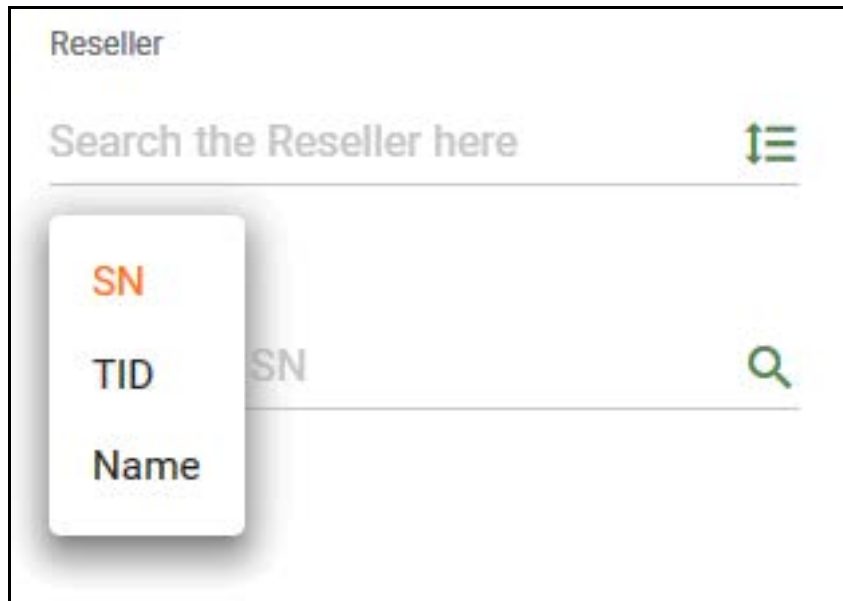 Reseller
Search the Reseller here
SN
TID
SN
Name